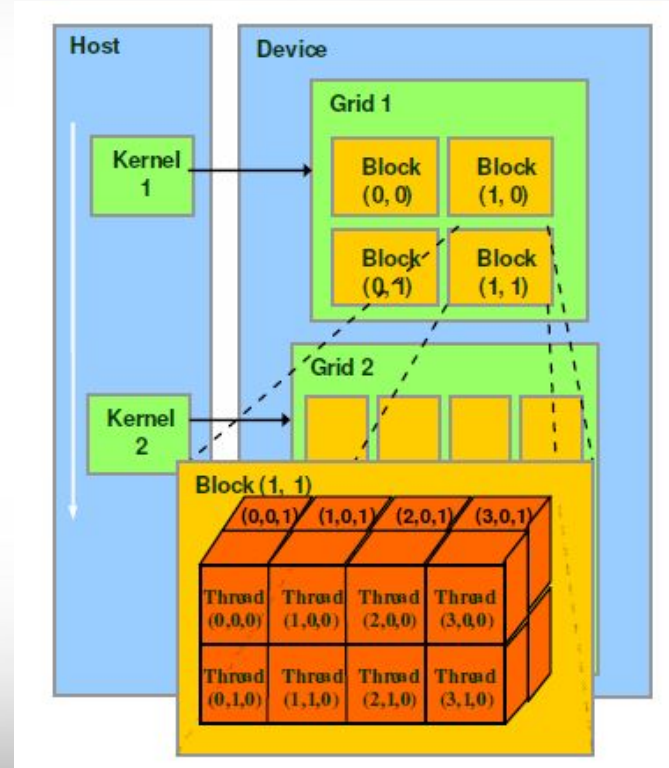 Host
Device
Grid 1
Kernel
1
Block
(0, 0)
Block
(1, 0)
Block
(0, 1)
Block
(1, 1)
Grid 2
Kernel
2
Block (1, 1)
(0,0,1) (1,0,1) (2,0,1) (3,0,1)
Thread
(0,0,0)
Thread
(1,0,0)
Thread
(2,0,0)
Thread
(3,0,0)
Thread
(0,1,0)
Thread
(1,1,0)
Thread
(2,1,0)
Thread
(3,1,0)